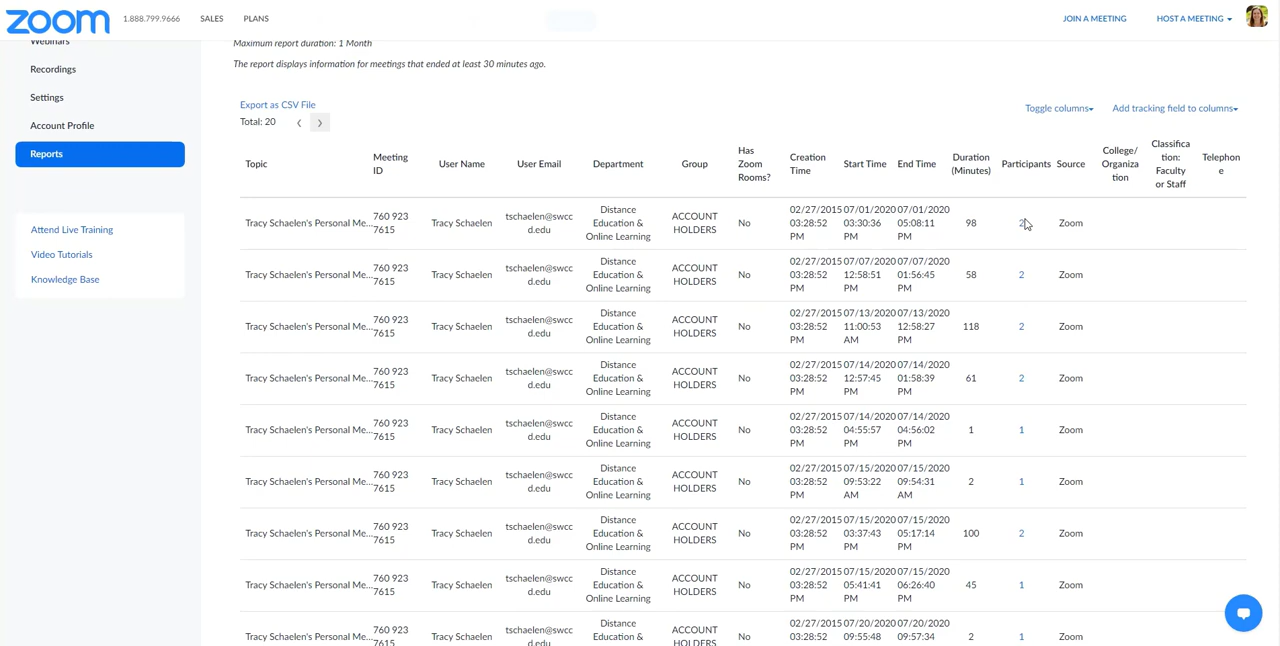 zoom 1.888.799.9666 SALES PLANS JOIN A MEETING HOST A MEETING
Webinars
Recordings
Settings
Account Profile
Reports
Attend Live Training
Video Tutorials
Knowledge Base
Maximum report duration: 1 Month
The report displays information for meetings that ended at least 30 minutes ago.
Export as CSV File Toggle columns Add tracking field to columns
Total: 20
Topic Meeting ID User Name User Email Department Group Has Zoom Rooms? Creation Time Start Time End Time Duration (Minutes) Participants Source College/Organization Classification: Faculty or Staff Telephone
Tracy Schaelen's Personal Me... 760 923 7615 Tracy Schaelen tschaelen@swccd.edu Distance Education & Online Learning ACCOUNT HOLDERS No 02/27/2015 03:28:52 PM 07/01/2020 03:30:36 PM 07/01/2020 05:08:11 PM 98 2 Zoom
Tracy Schaelen's Personal Me... 760 923 7615 Tracy Schaelen tschaelen@swccd.edu Distance Education & Online Learning ACCOUNT HOLDERS No 02/27/2015 03:28:52 PM 07/07/2020 12:58:51 PM 07/07/2020 01:56:45 PM 58 2 Zoom
Tracy Schaelen's Personal Me... 760 923 7615 Tracy Schaelen tschaelen@swccd.edu Distance Education & Online Learning ACCOUNT HOLDERS No 02/27/2015 03:28:52 PM 07/13/2020 11:00:53 AM 07/13/2020 12:58:27 PM 118 2 Zoom
Tracy Schaelen's Personal Me... 760 923 7615 Tracy Schaelen tschaelen@swccd.edu Distance Education & Online Learning ACCOUNT HOLDERS No 02/27/2015 03:28:52 PM 07/14/2020 12:57:45 PM 07/14/2020 01:58:39 PM 61 2 Zoom
Tracy Schaelen's Personal Me... 760 923 7615 Tracy Schaelen tschaelen@swccd.edu Distance Education & Online Learning ACCOUNT HOLDERS No 02/27/2015 03:28:52 PM 07/14/2020 04:55:57 PM 07/14/2020 04:56:02 PM 1 1 Zoom
Tracy Schaelen's Personal Me... 760 923 7615 Tracy Schaelen tschaelen@swccd.edu Distance Education & Online Learning ACCOUNT HOLDERS No 02/27/2015 03:28:52 PM 07/15/2020 09:53:22 AM 07/15/2020 09:54:31 AM 2 1 Zoom
Tracy Schaelen's Personal Me... 760 923 7615 Tracy Schaelen tschaelen@swccd.edu Distance Education & Online Learning ACCOUNT HOLDERS No 02/27/2015 03:28:52 PM 07/15/2020 03:37:43 PM 07/15/2020 05:17:14 PM 100 2 Zoom
Tracy Schaelen's Personal Me... 760 923 7615 Tracy Schaelen tschaelen@swccd.edu Distance Education & Online Learning ACCOUNT HOLDERS No 02/27/2015 03:28:52 PM 07/15/2020 05:41:41 PM 07/15/2020 06:26:40 PM 45 1 Zoom
Tracy Schaelen's Personal Me... 760 923 7615 Tracy Schaelen tschaelen@swccd.edu Distance Education & ACCOUNT HOLDERS No 02/27/2015 03:28:52 07/20/2020 09:55:48 07/20/2020 09:57:34 2 1 Zoom